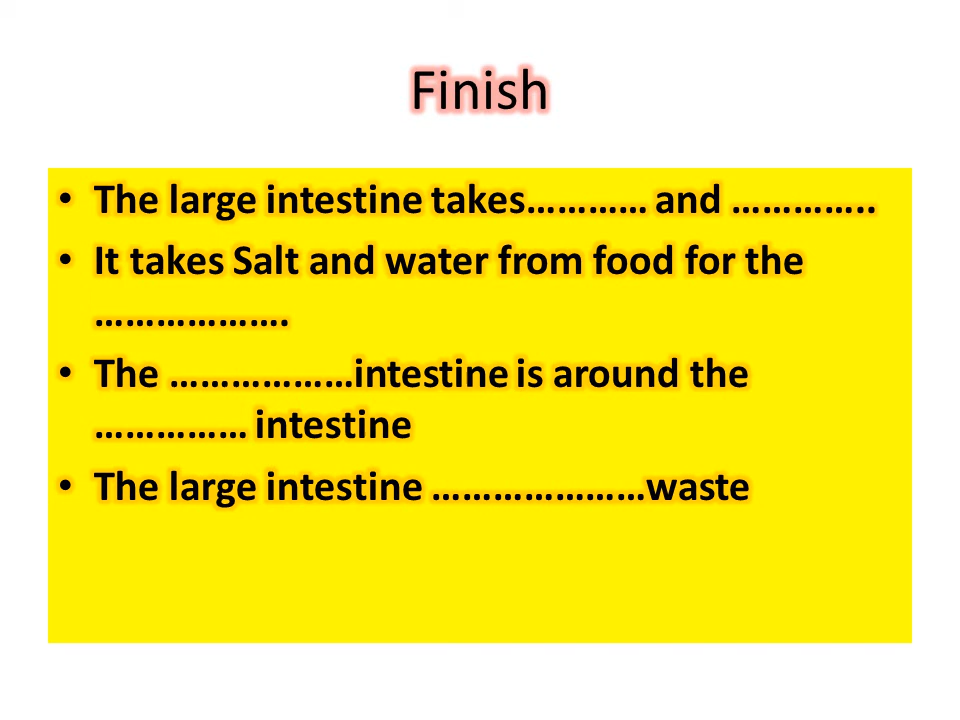 Finish
• The large intestine takes………… and …………..
• It takes Salt and water from food for the
……………….
• The ………………intestine is around the
…………… intestine
• The large intestine …………………waste